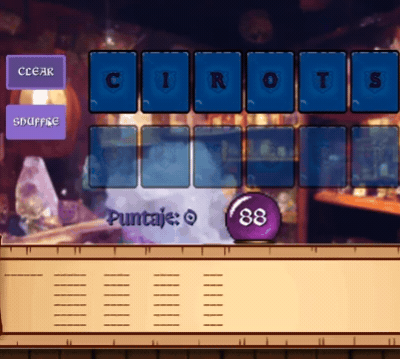 CLEAR
C I R O T S
SHUFFLE
Puntaje: 0
88